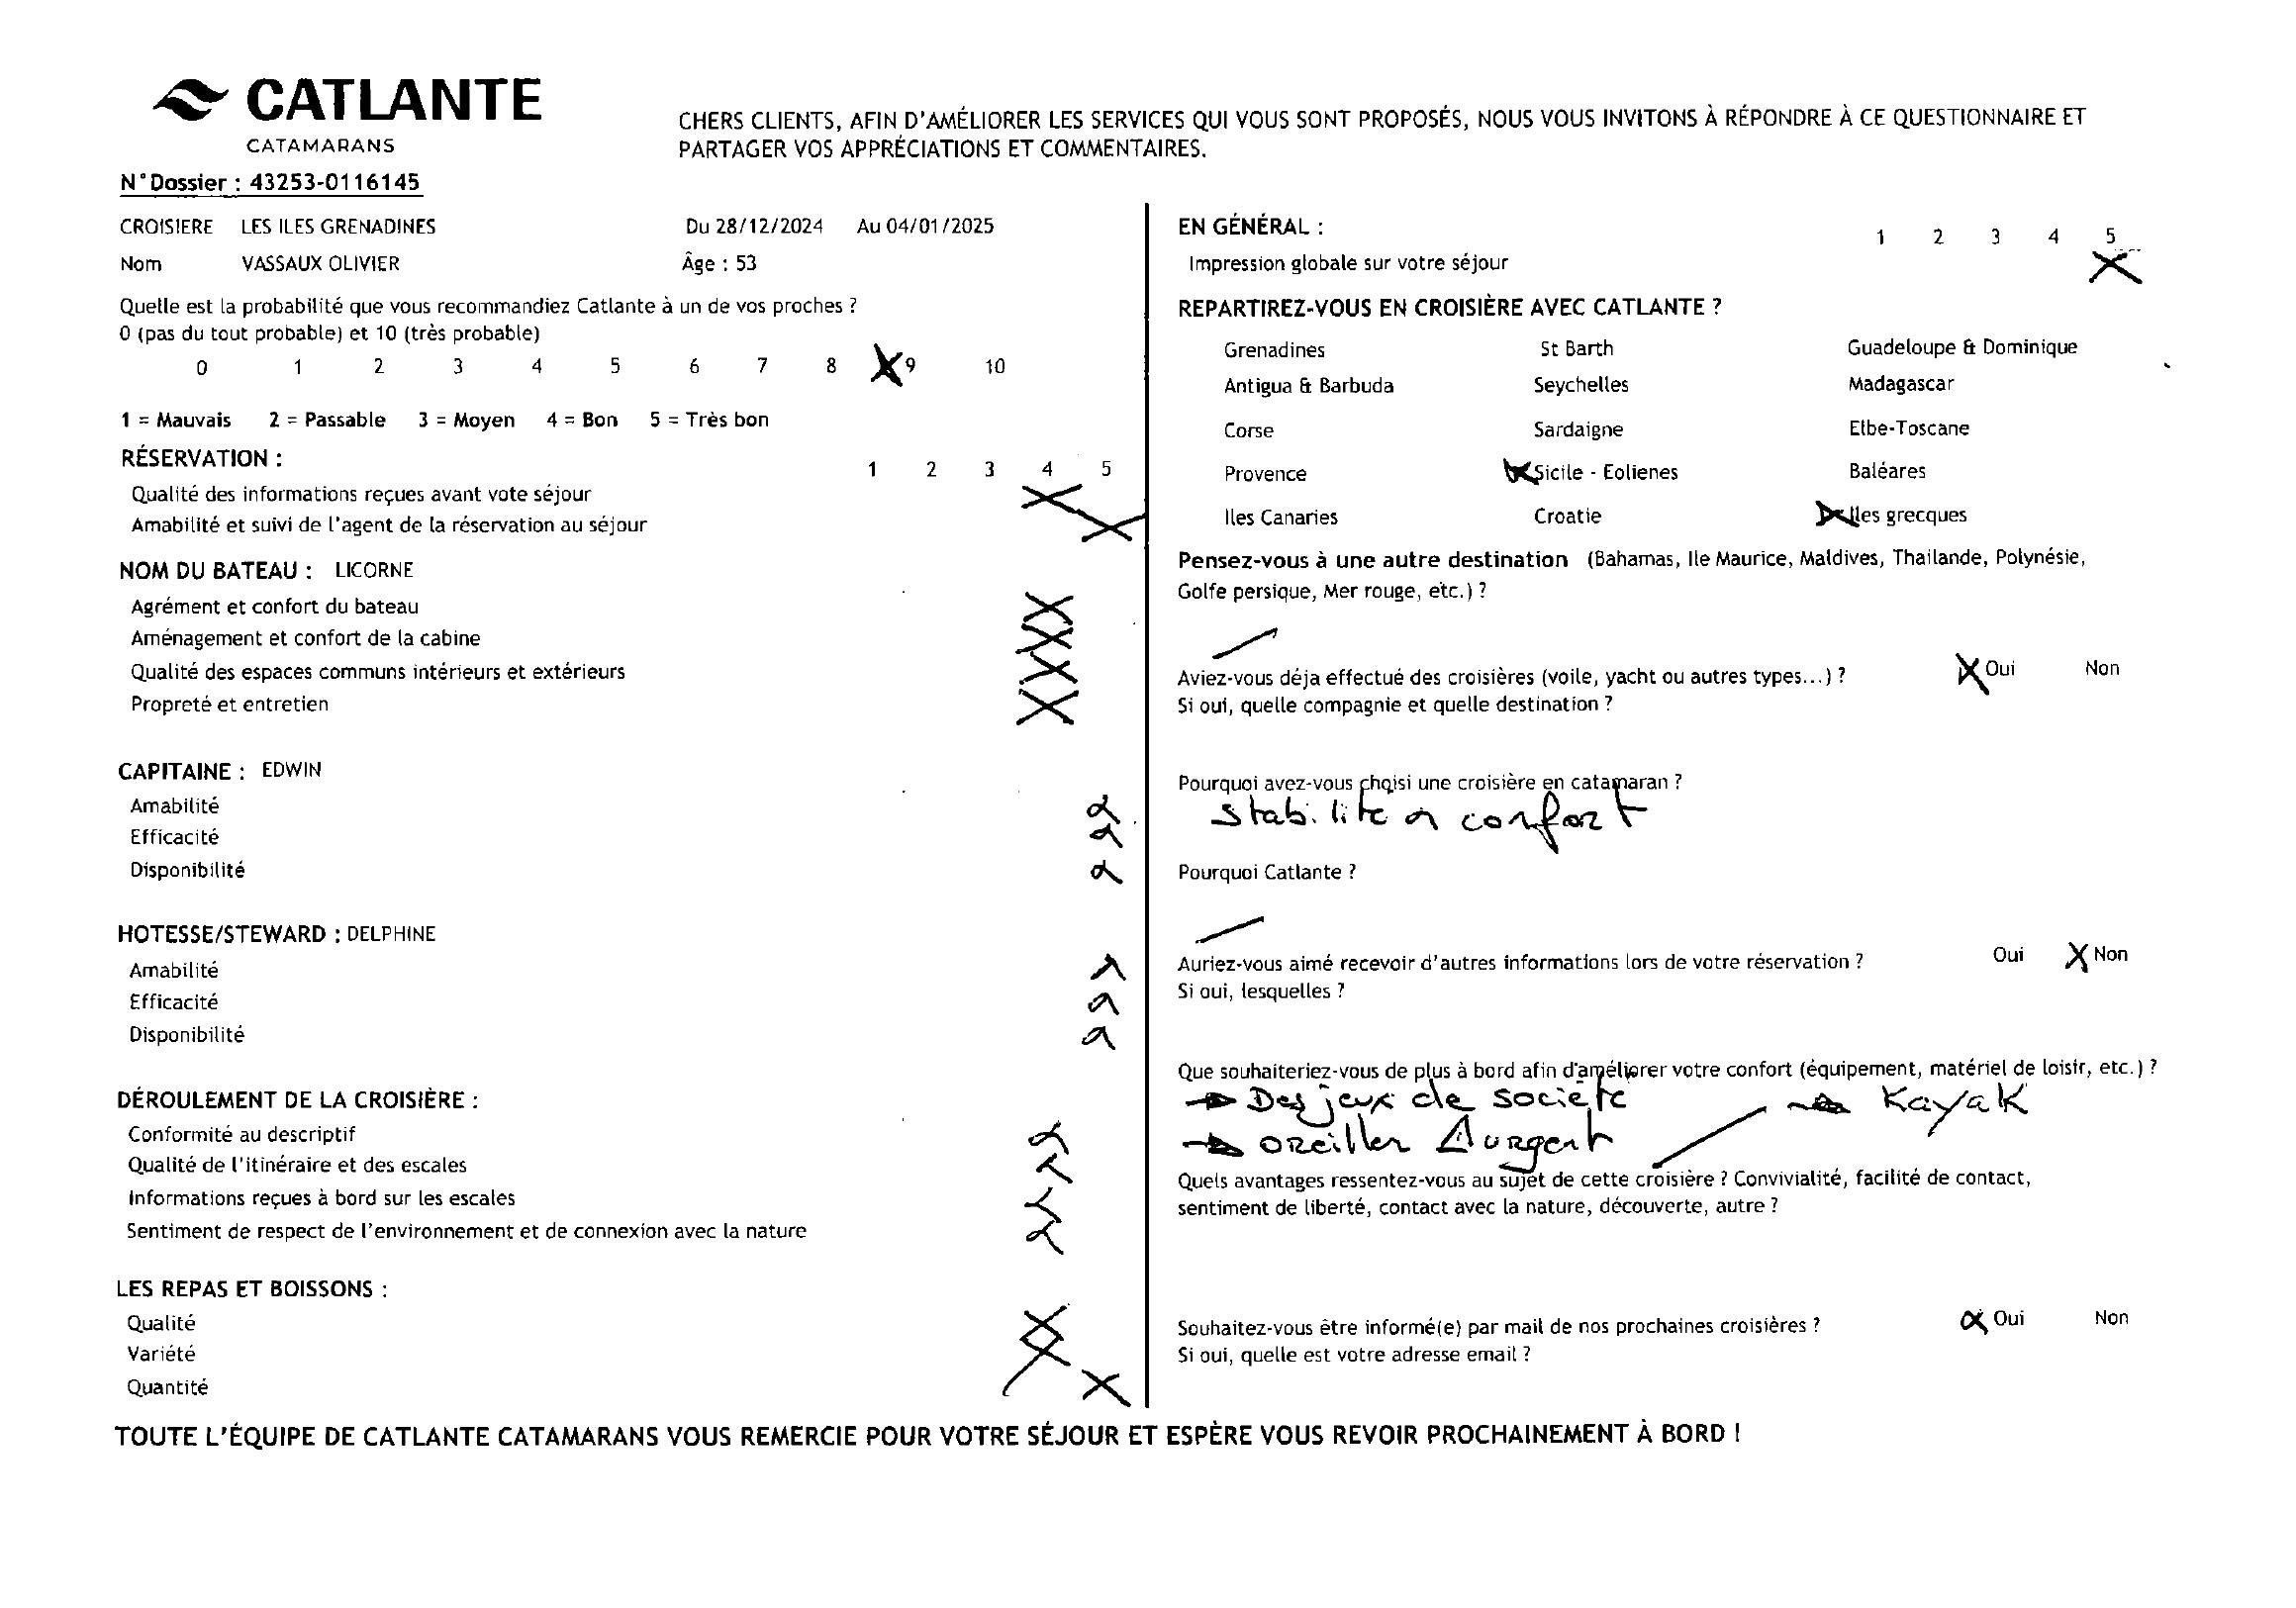 CATLANTE
CATAMARANS
CHERS CLIENTS, AFIN D'AMÉLIORER LES SERVICES QUI VOUS SONT PROPOSÉS, NOUS VOUS INVITONS À RÉPONDRE À CE QUESTIONNAIRE ET
PARTAGER VOS APPRÉCIATIONS ET COMMENTAIRES.
N°Dossier : 43253-0116145
CROISIERE LES ILES GRENADINES Du 28/12/2024 Au 04/01/2025
Nom VASSAUX OLIVIER Âge : 53
Quelle est la probabilité que vous recommandiez Catlante à un de vos proches ?
0 (pas du tout probable) et 10 (très probable)
0 1 2 3 4 5 6 7 8 X 9 10
1 = Mauvais 2 = Passable 3 = Moyen 4 = Bon 5 = Très bon
RÉSERVATION : 1 2 3 4 5
Qualité des informations reçues avant vote séjour X
Amabilité et suivi de l'agent de la réservation au séjour X
NOM DU BATEAU : LICORNE
Agrément et confort du bateau X
Aménagement et confort de la cabine X
Qualité des espaces communs intérieurs et extérieurs X
Propreté et entretien X
CAPITAINE : EDWIN
Amabilité X
Efficacité X
Disponibilité X
HOTESSE/STEWARD : DELPHINE
Amabilité X
Efficacité X
Disponibilité X
DÉROULEMENT DE LA CROISIÈRE :
Conformité au descriptif X
Qualité de l'itinéraire et des escales X
Informations reçues à bord sur les escales X
Sentiment de respect de l'environnement et de connexion avec la nature X
LES REPAS ET BOISSONS :
Qualité X
Variété X
Quantité X
EN GÉNÉRAL : 1 2 3 4 5
Impression globale sur votre séjour X
REPARTIREZ-VOUS EN CROISIÈRE AVEC CATLANTE ?
Grenadines St Barth Guadeloupe & Dominique
Antigua & Barbuda Seychelles Madagascar
Corse Sardaigne Elbe-Toscane
Provence X Sicile - Eolienes Baléares
Iles Canaries Croatie X Iles grecques
Pensez-vous à une autre destination (Bahamas, Ile Maurice, Maldives, Thailande, Polynésie,
Golfe persique, Mer rouge, etc.) ?
Aviez-vous déja effectué des croisières (voile, yacht ou autres types...) ? X Oui Non
Si oui, quelle compagnie et quelle destination ?
Pourquoi avez-vous choisi une croisière en catamaran ?
Stabilité confort
Pourquoi Catlante ?
Auriez-vous aimé recevoir d'autres informations lors de votre réservation ? Oui X Non
Si oui, lesquelles ?
Que souhaiteriez-vous de plus à bord afin d'améliorer votre confort (équipement, matériel de loisir, etc.) ?
→ Des jeux de société → Kayak
→ oreiller urgent
Quels avantages ressentez-vous au sujet de cette croisière ? Convivialité, facilité de contact,
sentiment de liberté, contact avec la nature, découverte, autre ?
Souhaitez-vous être informé(e) par mail de nos prochaines croisières ? X Oui Non
Si oui, quelle est votre adresse email ?
TOUTE L'ÉQUIPE DE CATLANTE CATAMARANS VOUS REMERCIE POUR VOTRE SÉJOUR ET ESPÈRE VOUS REVOIR PROCHAINEMENT À BORD !